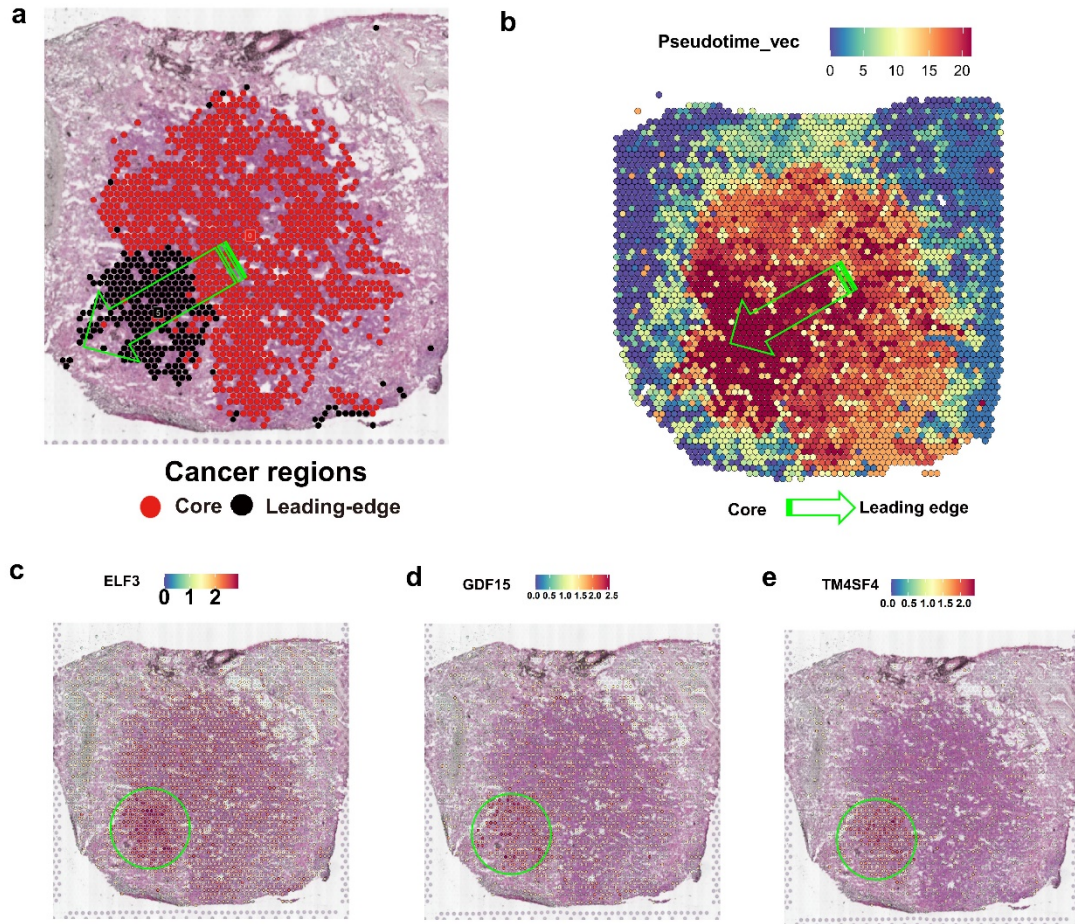 a
b
Pseudotime_vec
0 5 10 15 20
Cancer regions
Core Leading-edge
Core Leading edge
c
ELF3
0 1 2
d
GDF15
0.0 0.5 1.0 1.5 2.0 2.5
e
TM4SF4
0.0 0.5 1.0 1.5 2.0